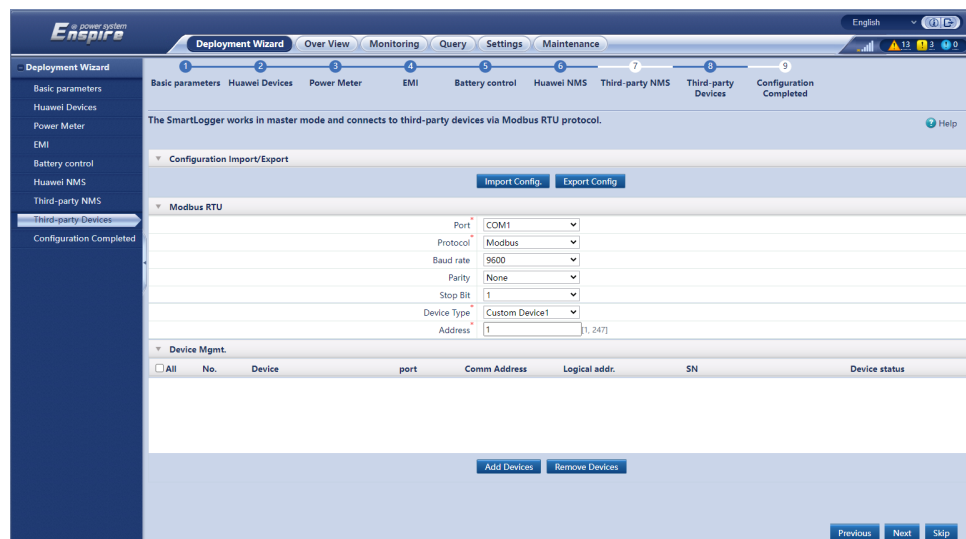 Enspire e power system
English
Deployment Wizard Over View Monitoring Query Settings Maintenance
13 3 0
Deployment Wizard
Basic parameters
Huawei Devices
Power Meter
EMI
Battery control
Huawei NMS
Third-party NMS
Third-party Devices
Configuration Completed
1 2 3 4 5 6 7 8 9
Basic parameters Huawei Devices Power Meter EMI Battery control Huawei NMS Third-party NMS Third-party Devices Configuration Completed
The SmartLogger works in master mode and connects to third-party devices via Modbus RTU protocol.
? Help
Configuration Import/Export
Import Config. Export Config
Modbus RTU
Port* COM1
Protocol* Modbus
Baud rate 9600
Parity None
Stop Bit 1
Device Type* Custom Device1
Address* 1 [1, 247]
Device Mgmt.
All No. Device port Comm Address Logical addr. SN Device status
Add Devices Remove Devices
Previous Next Skip